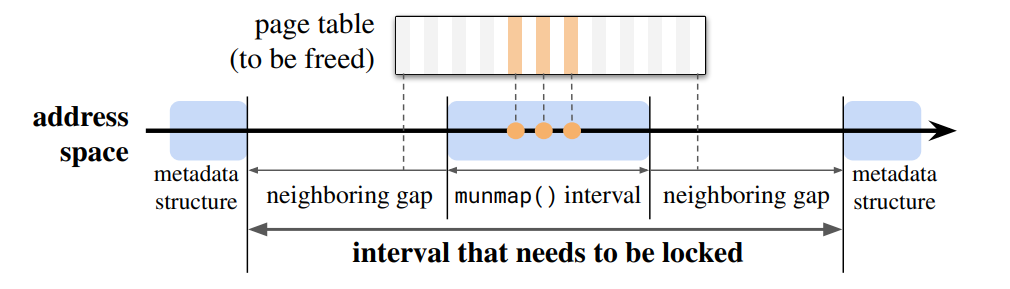 page table
(to be freed)
address
space
metadata
structure
neighboring gap
munmap() interval
neighboring gap
metadata
structure
interval that needs to be locked